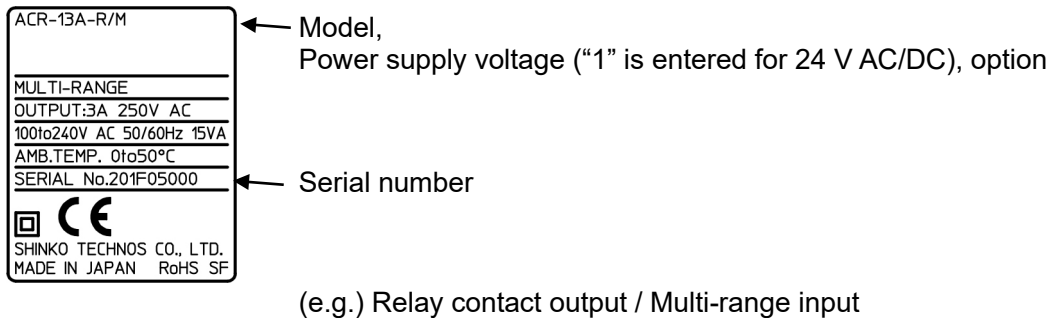 ACR-13A-R/M
Model,
Power supply voltage (“1” is entered for 24 V AC/DC), option
MULTI-RANGE
OUTPUT:3A 250V AC
100to240V AC 50/60Hz 15VA
AMB.TEMP. 0to50°C
SERIAL No.201F05000
Serial number
CE
SHINKO TECHNOS CO., LTD.
MADE IN JAPAN RoHS SF
(e.g.) Relay contact output / Multi-range input